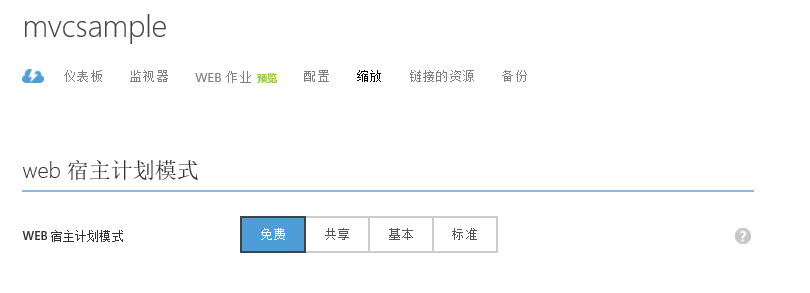 mvcsample
仪表板 监视器 WEB 作业 预览 配置 缩放 链接的资源 备份
web 宿主计划模式
WEB 宿主计划模式 免费 共享 基本 标准 ?